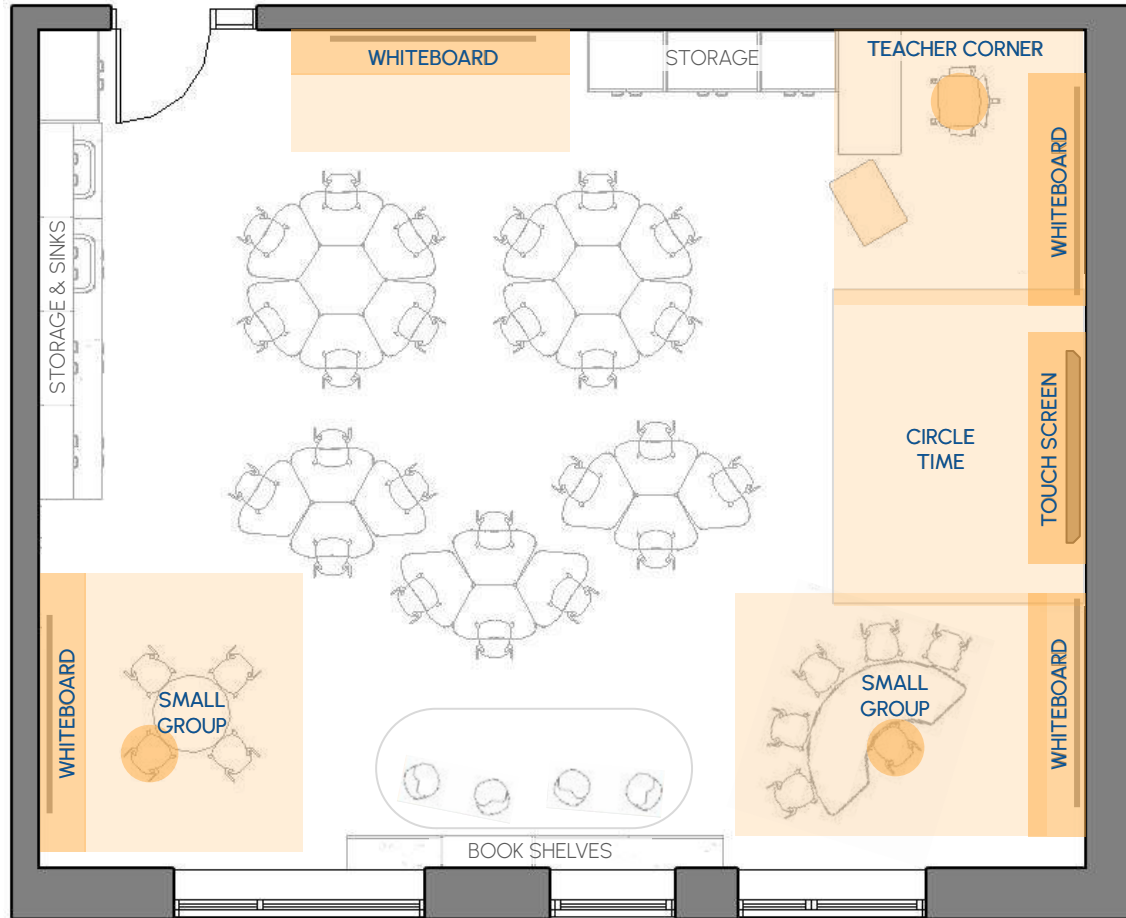 WHITEBOARD
STORAGE
TEACHER CORNER
WHITEBOARD
STORAGE & SINKS
CIRCLE
TIME
TOUCH SCREEN
WHITEBOARD
SMALL
GROUP
SMALL
GROUP
WHITEBOARD
BOOK SHELVES